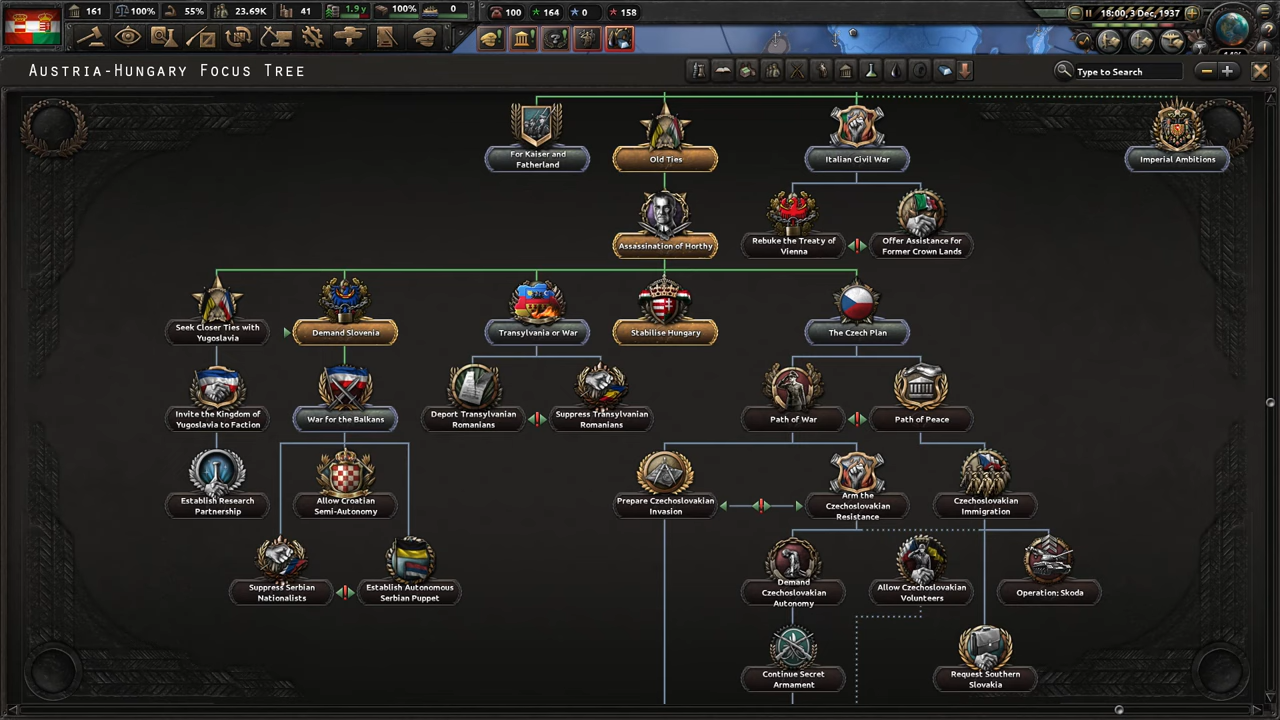 161 100% 55% 23.69K 41 1.9y 100% 0 100 164 0 158 18:00, 3 Dec, 1937
AUSTRIA-HUNGARY FOCUS TREE
Type to Search
For Kaiser and
Fatherland
Old Ties
Italian Civil War
Imperial Ambitions
Assassination of Horthy
Rebuke the Treaty of
Vienna
Offer Assistance for
Former Crown Lands
Seek Closer Ties with
Yugoslavia
Demand Slovenia
Transylvania or War
Stabilise Hungary
The Czech Plan
Invite the Kingdom of
Yugoslavia to Faction
War for the Balkans
Deport Transylvanian
Romanians
Suppress Transylvanian
Romanians
Path of War
Path of Peace
Establish Research
Partnership
Allow Croatian
Semi-Autonomy
Prepare Czechoslovakian
Invasion
Arm the
Czechoslovakian
Resistance
Czechoslovakian
Immigration
Suppress Serbian
Nationalists
Establish Autonomous
Serbian Puppet
Demand
Czechoslovakian
Autonomy
Allow Czechoslovakian
Volunteers
Operation: Skoda
Continue Secret
Armament
Request Southern
Slovakia